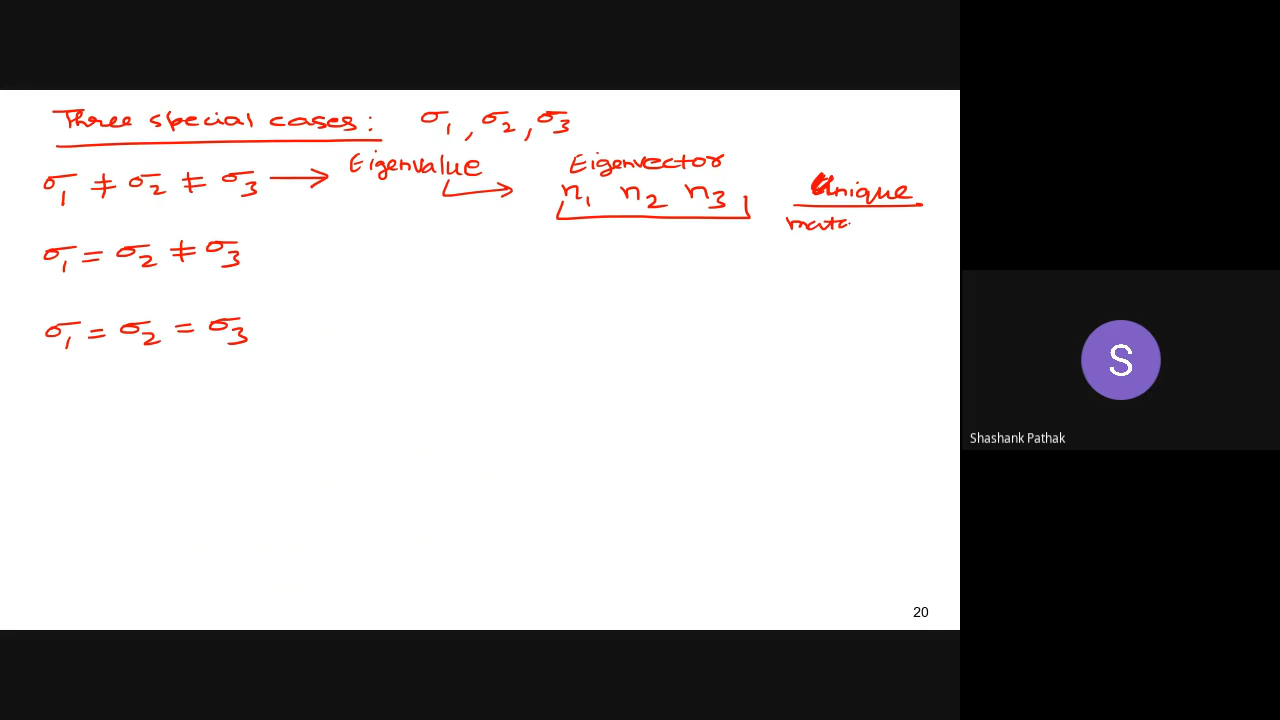 Three special cases: σ₁, σ₂, σ₃
σ₁ ≠ σ₂ ≠ σ₃ → Eigenvalue → Eigenvector
n₁ n₂ n₃ Unique
σ₁ = σ₂ ≠ σ₃
σ₁ = σ₂ = σ₃
S
Shashank Pathak
20